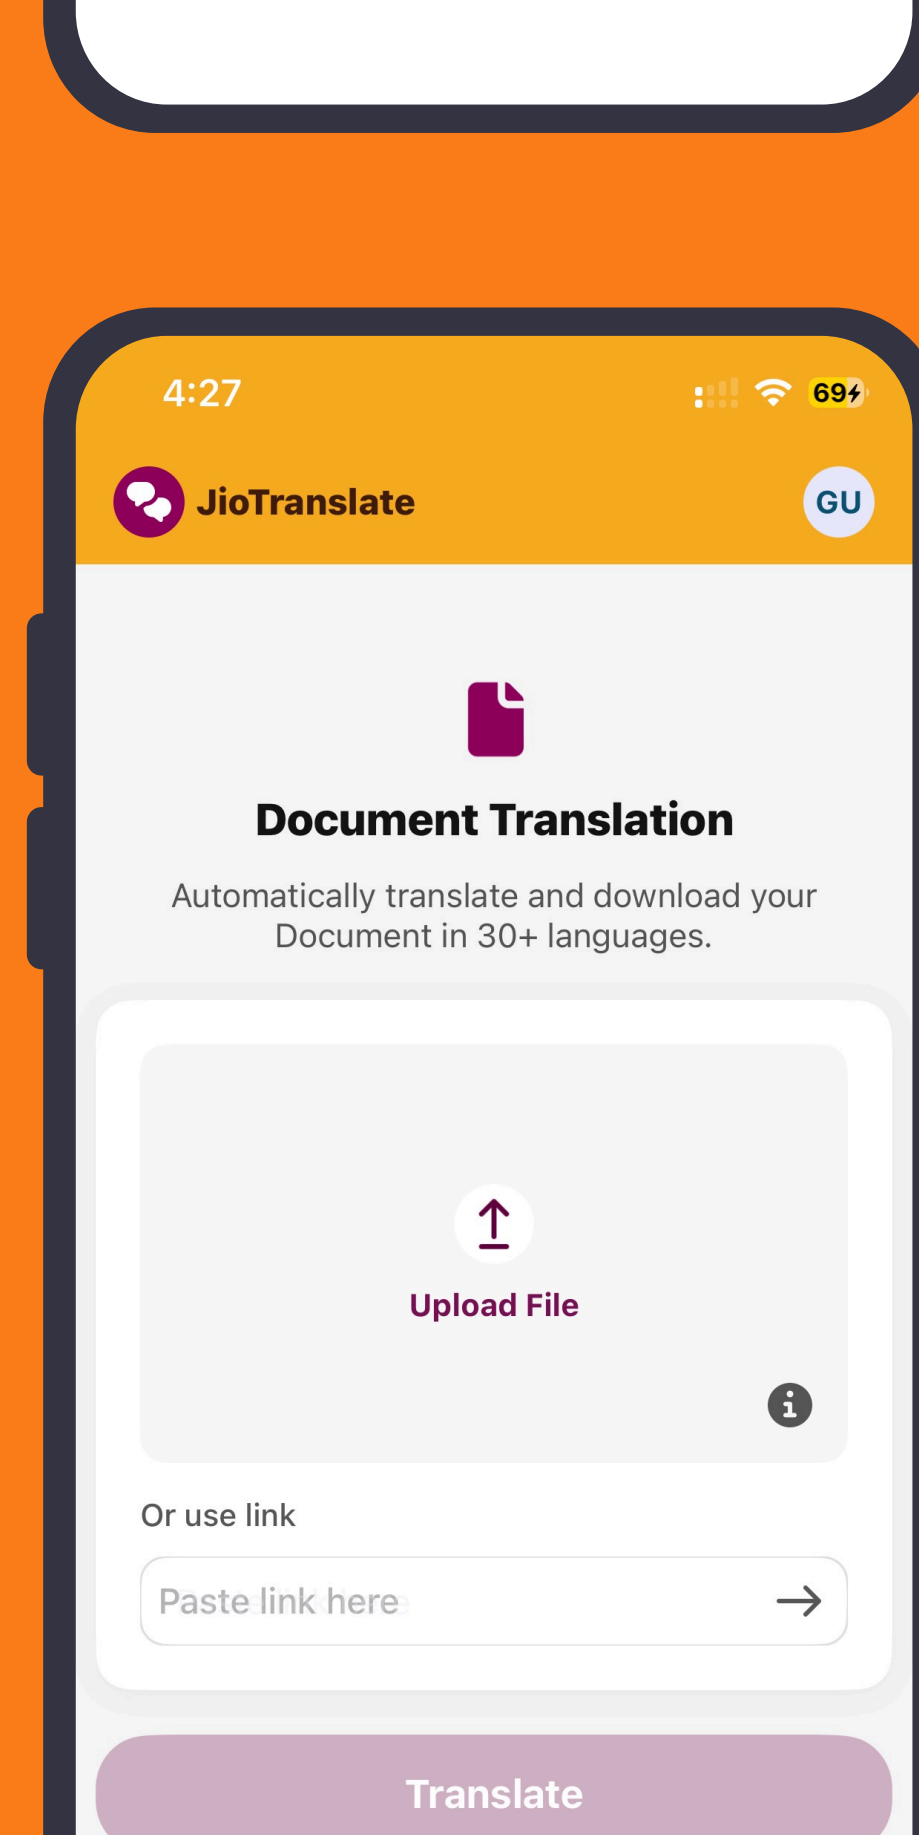 4:27
69
JioTranslate
GU
Document Translation
Automatically translate and download your
Document in 30+ languages.
Upload File
Or use link
Paste link here
Translate